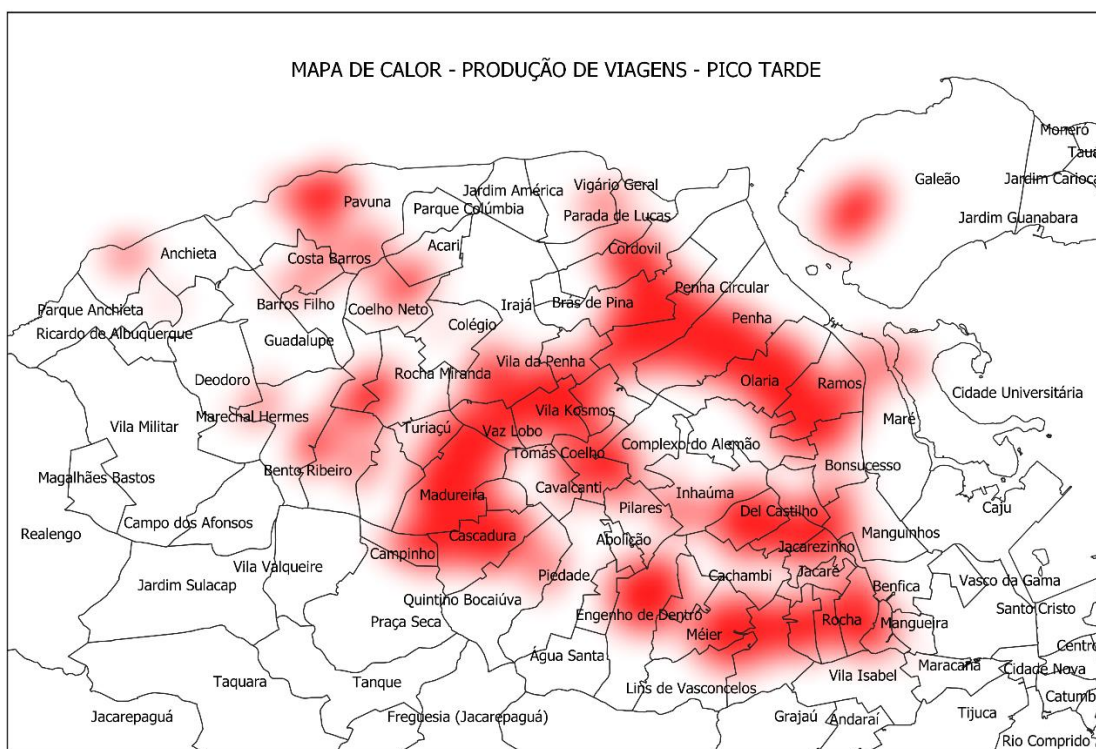 MAPA DE CALOR - PRODUÇÃO DE VIAGENS - PICO TARDE
Moneró
Tauá
Galeão
Jardim Carioca
Jardim Guanabara
Vigário Geral
Jardim América
Pavuna
Parque Colúmbia
Parada de Lucas
Acari
Cordovil
Anchieta
Costa Barros
Penha Circular
Parque Anchieta
Barros Filho
Coelho Neto
Irajá
Brás de Pina
Colégio
Penha
Ricardo de Albuquerque
Guadalupe
Vila da Penha
Deodoro
Rocha Miranda
Olaria
Ramos
Cidade Universitária
Marechal Hermes
Vila Kosmos
Maré
Vila Militar
Turiaçú
Vaz Lobo
Complexo do Alemão
Tomás Coelho
Bento Ribeiro
Bonsucesso
Magalhães Bastos
Madureira
Cavalcanti
Inhaúma
Pilares
Caju
Del Castilho
Campo dos Afonsos
Realengo
Cascadura
Abolição
Manguinhos
Jacarezinho
Campinho
Vila Valqueire
Piedade
Cachambi
Jacaré
Jardim Sulacap
Benfica
Vasco da Gama
Quintino Bocaiúva
Santo Cristo
Engenho de Dentro
Rocha
Praça Seca
Mangueira
Méier
Centro
Água Santa
Maracanã
Cidade Nova
Taquara
Tanque
Vila Isabel
Lins de Vasconcelos
Catumb
Jacarepaguá
Freguesia (Jacarepaguá)
Grajaú
Andaraí
Tijuca
Rio Comprido